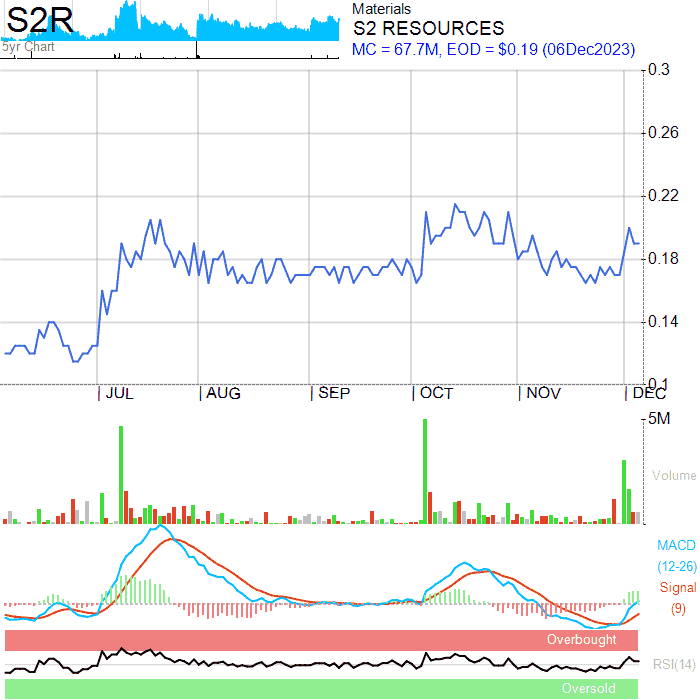 S2R
5yr Chart
Materials
S2 RESOURCES
MC = 67.7M, EOD = $0.19 (06Dec2023)
0.3
0.26
0.22
0.18
0.14
0.1
JUL
AUG
SEP
OCT
NOV
DEC
5M
Volume
MACD
(12-26)
Signal
(9)
Overbought
RSI(14)
Oversold